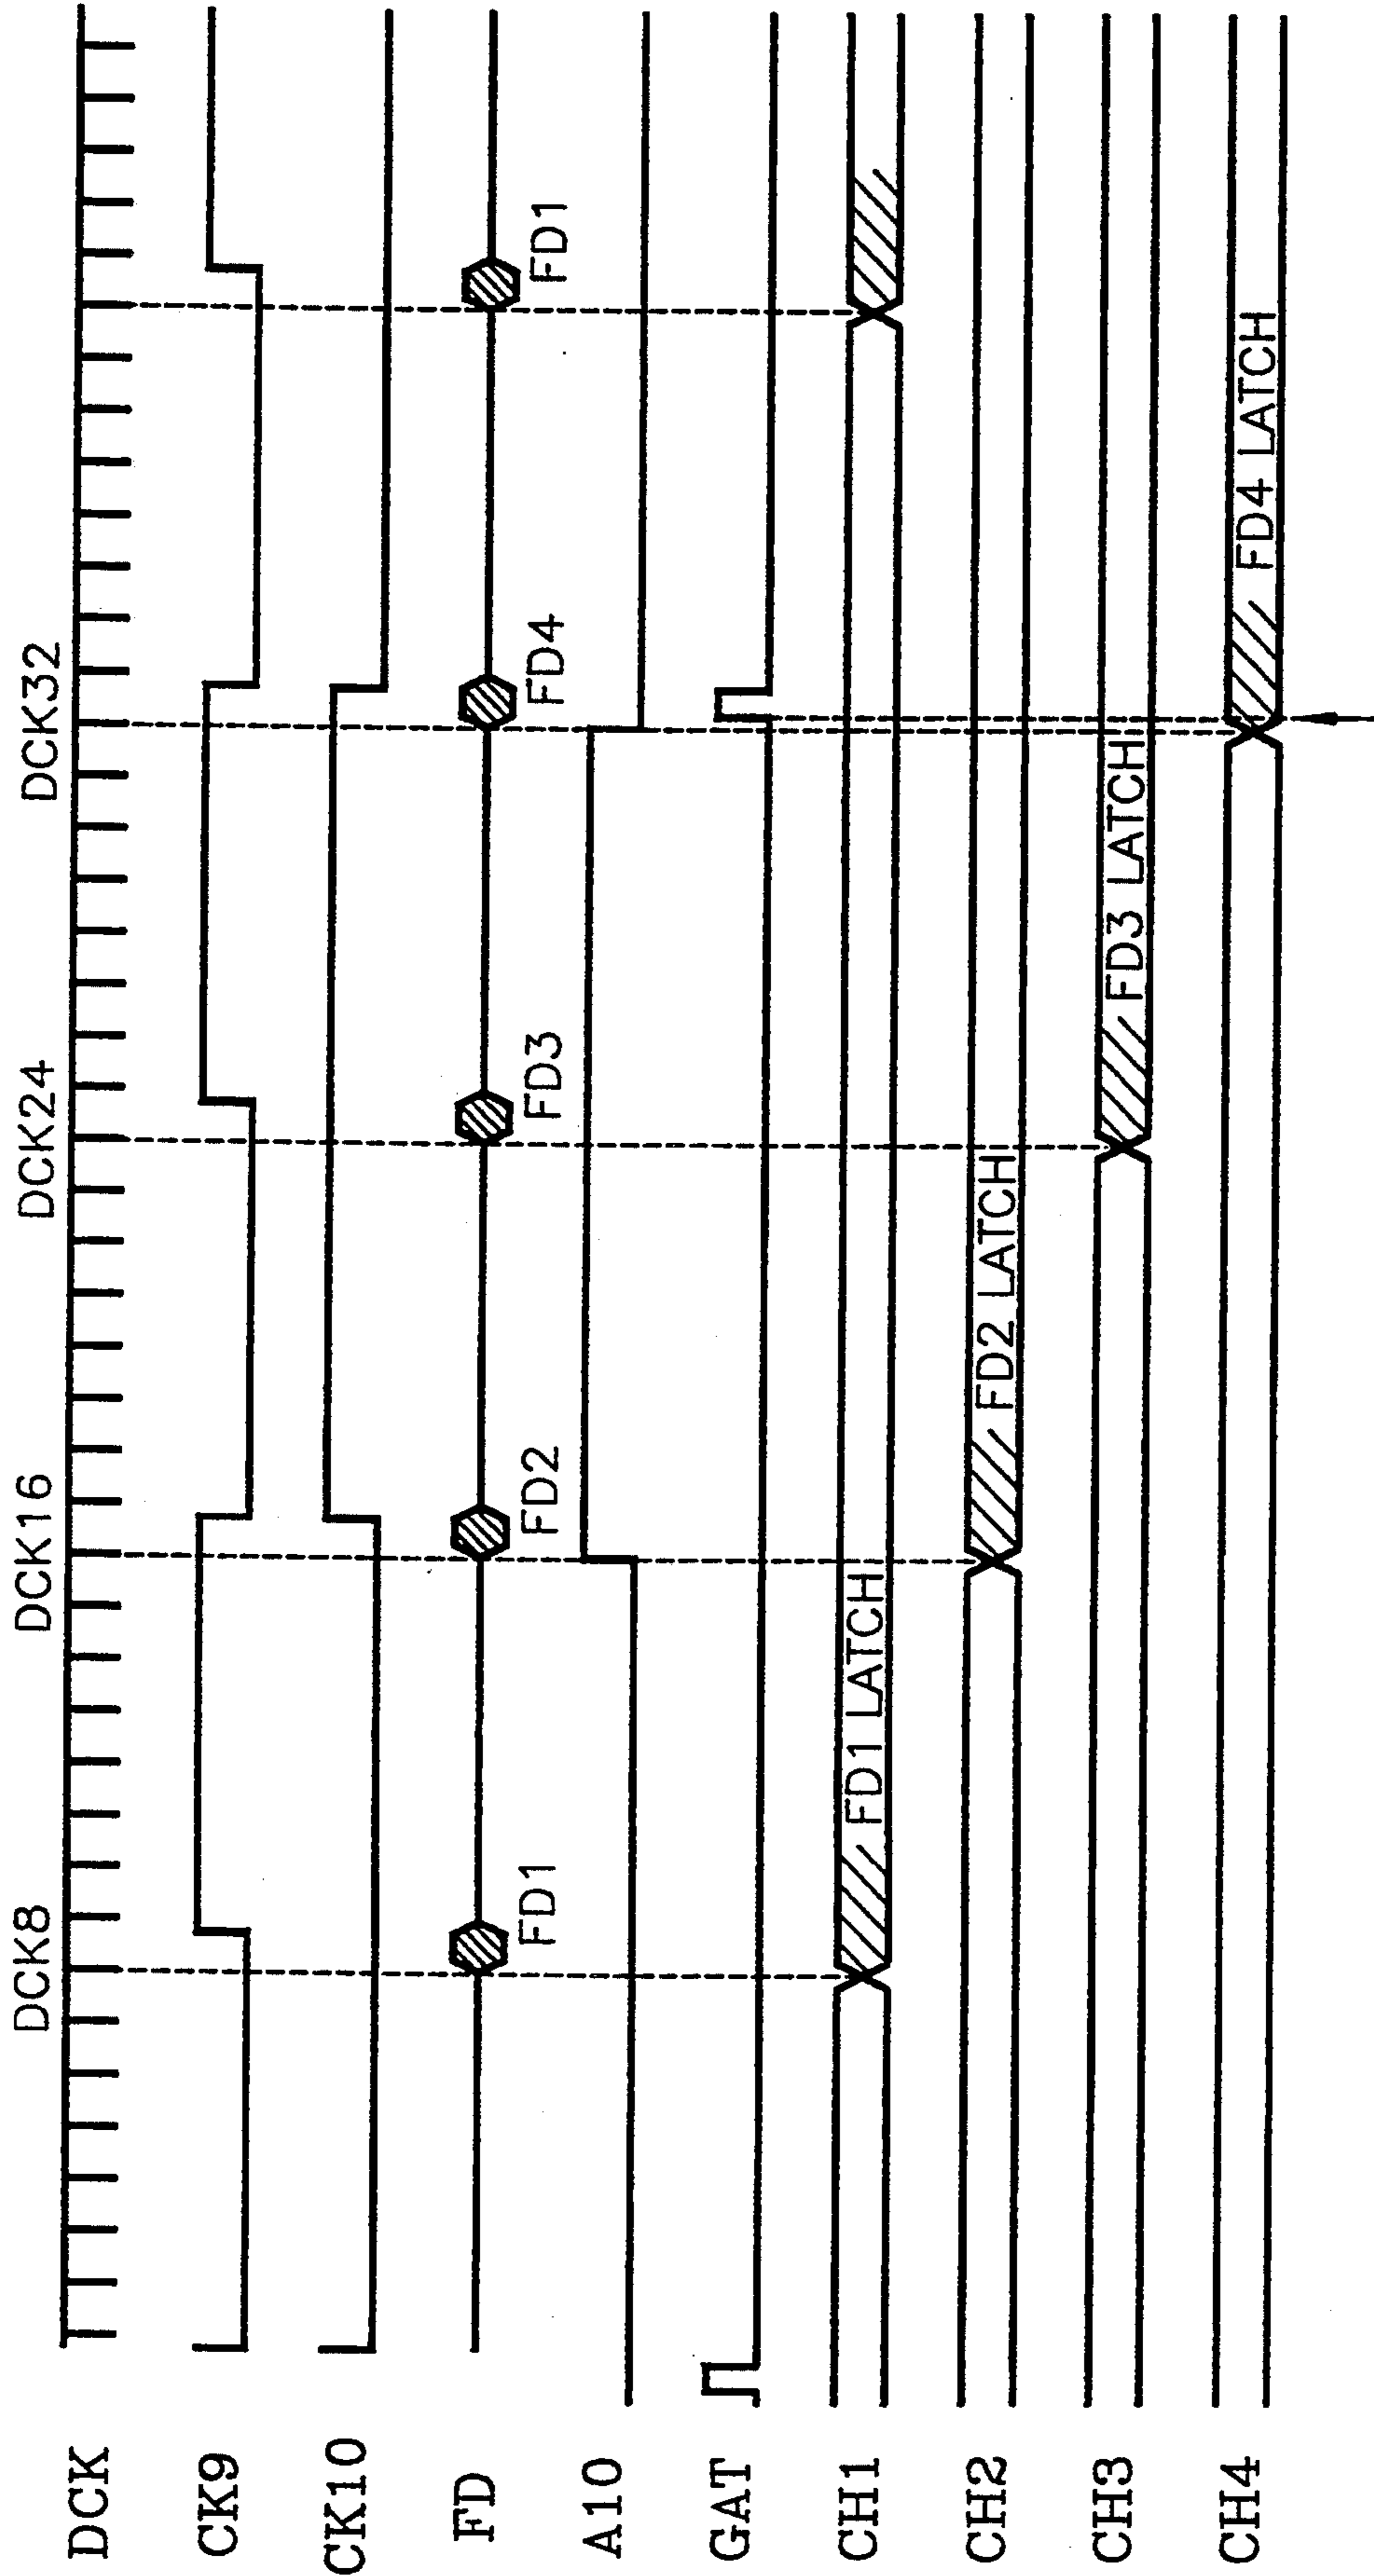 DCK8 DCK16 DCK24 DCK32
DCK
CK9
CK10
FD
FD1 FD2 FD3 FD4 FD1
A10
GAT
CH1 FD1 LATCH
CH2 FD2 LATCH
CH3 FD3 LATCH
CH4 FD4 LATCH